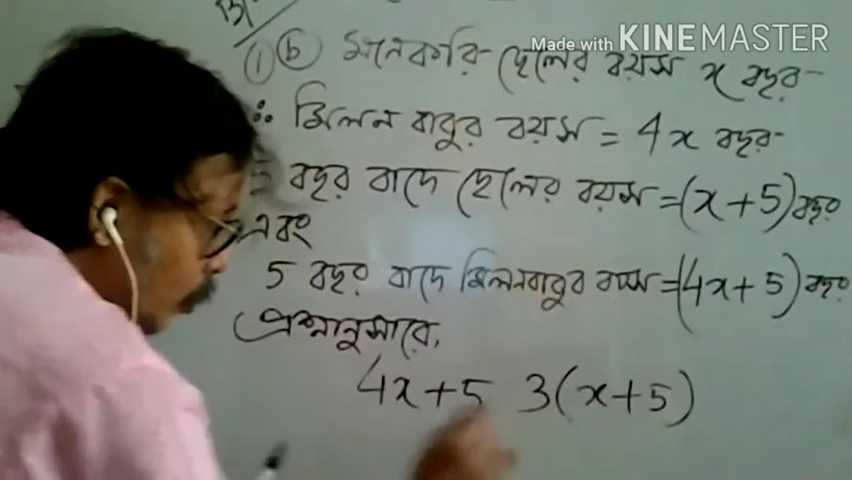 Made with KINEMASTER
① ⓑ মনেকরি ছেলের বয়স x বছর
∴ মিলন বাবুর বয়স = 4x বছর
5 বছর বাদে ছেলের বয়স = (x+5) বছর
এবং
5 বছর বাদে মিলনবাবুর বয়স = (4x+5) বছর
প্রশ্নানুসারে,
4x+5 3(x+5)